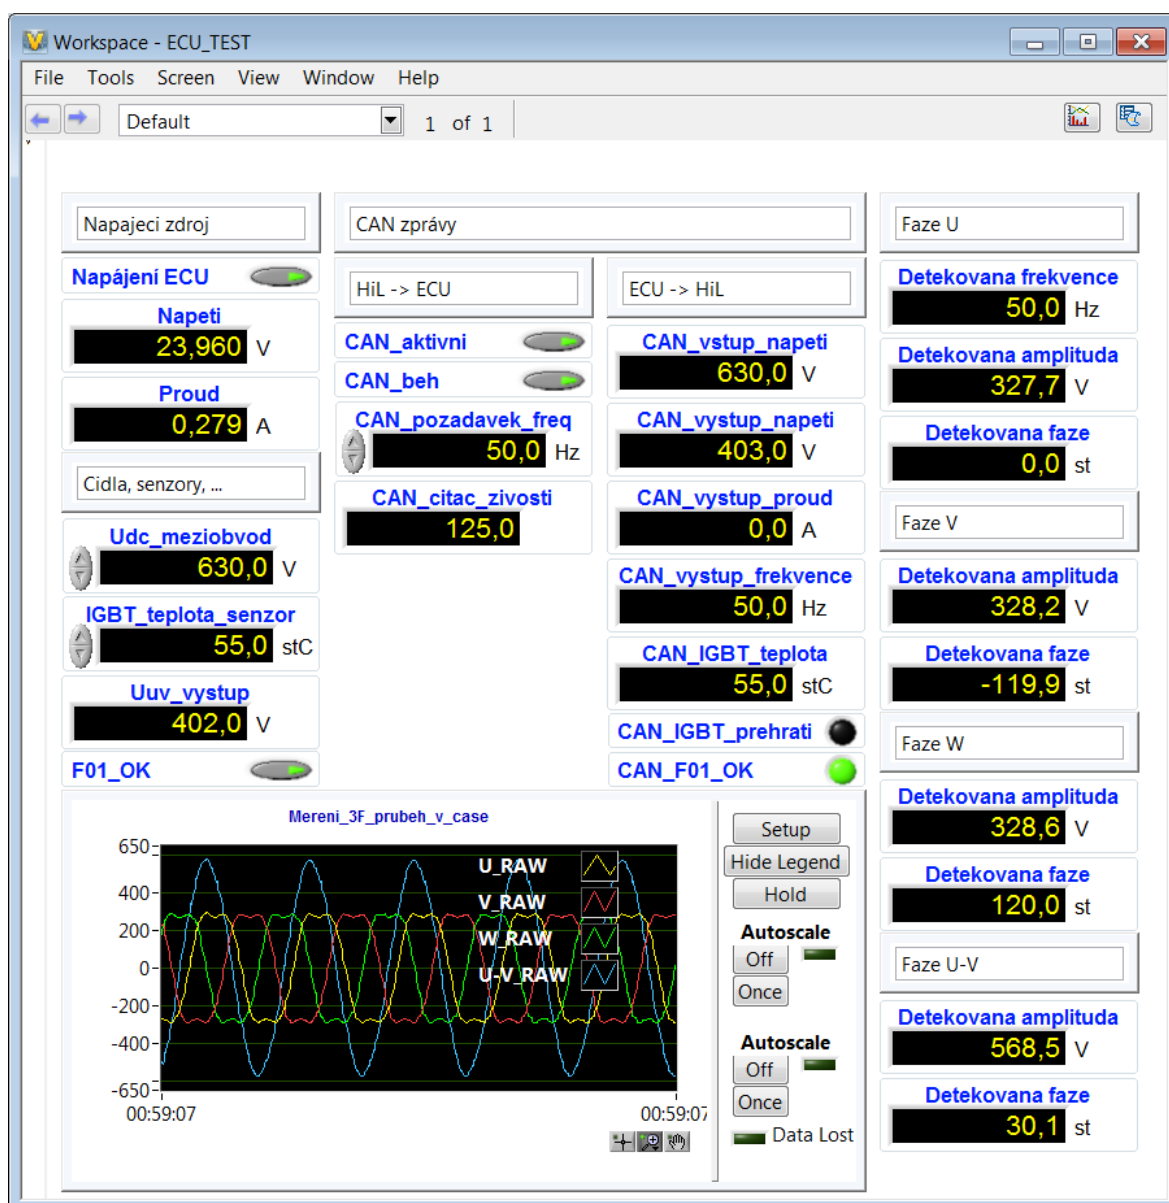 Workspace - ECU_TEST
File Tools Screen View Window Help
Default 1 of 1
Napajeci zdroj
Napájení ECU
Napeti
23,960 V
Proud
0,279 A
Cidla, senzory, ...
Udc_meziobvod
630,0 V
IGBT_teplota_senzor
55,0 stC
Uuv_vystup
402,0 V
F01_OK
CAN zprávy
HiL -> ECU
CAN_aktivni
CAN_beh
CAN_pozadavek_freq
50,0 Hz
CAN_citac_zivosti
125,0
ECU -> HiL
CAN_vstup_napeti
630,0 V
CAN_vystup_napeti
403,0 V
CAN_vystup_proud
0,0 A
CAN_vystup_frekvence
50,0 Hz
CAN_IGBT_teplota
55,0 stC
CAN_IGBT_prehrati
CAN_F01_OK
Faze U
Detekovana frekvence
50,0 Hz
Detekovana amplituda
327,7 V
Detekovana faze
0,0 st
Faze V
Detekovana amplituda
328,2 V
Detekovana faze
-119,9 st
Faze W
Detekovana amplituda
328,6 V
Detekovana faze
120,0 st
Faze U-V
Detekovana amplituda
568,5 V
Detekovana faze
30,1 st
Mereni_3F_prubeh_v_case
650
400
200
0
-200
-400
-650
00:59:07 00:59:07
U_RAW
V_RAW
W_RAW
U-V_RAW
Setup
Hide Legend
Hold
Autoscale
Off
Once
Autoscale
Off
Once
Data Lost